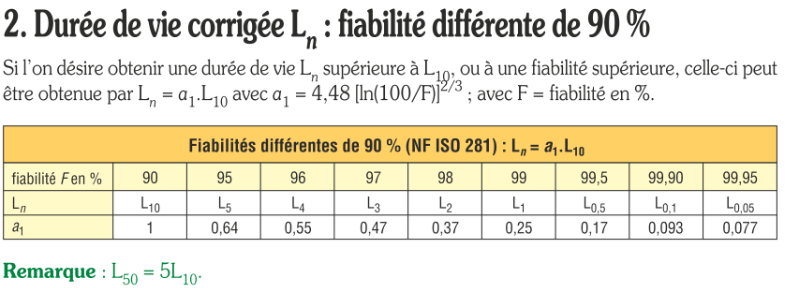 2. Durée de vie corrigée Ln : fiabilité différente de 90 %
Si l'on désire obtenir une durée de vie Ln supérieure à L10, ou à une fiabilité supérieure, celle-ci peut
être obtenue par Ln = a1.L10 avec a1 = 4,48 [ln(100/F)]^2/3 ; avec F = fiabilité en %.
Fiabilités différentes de 90 % (NF ISO 281) : Ln = a1.L10
fiabilité F en % 90 95 96 97 98 99 99,5 99,90 99,95
Ln L10 L5 L4 L3 L2 L1 L0,5 L0,1 L0,05
a1 1 0,64 0,55 0,47 0,37 0,25 0,17 0,093 0,077
Remarque : L50 = 5L10.